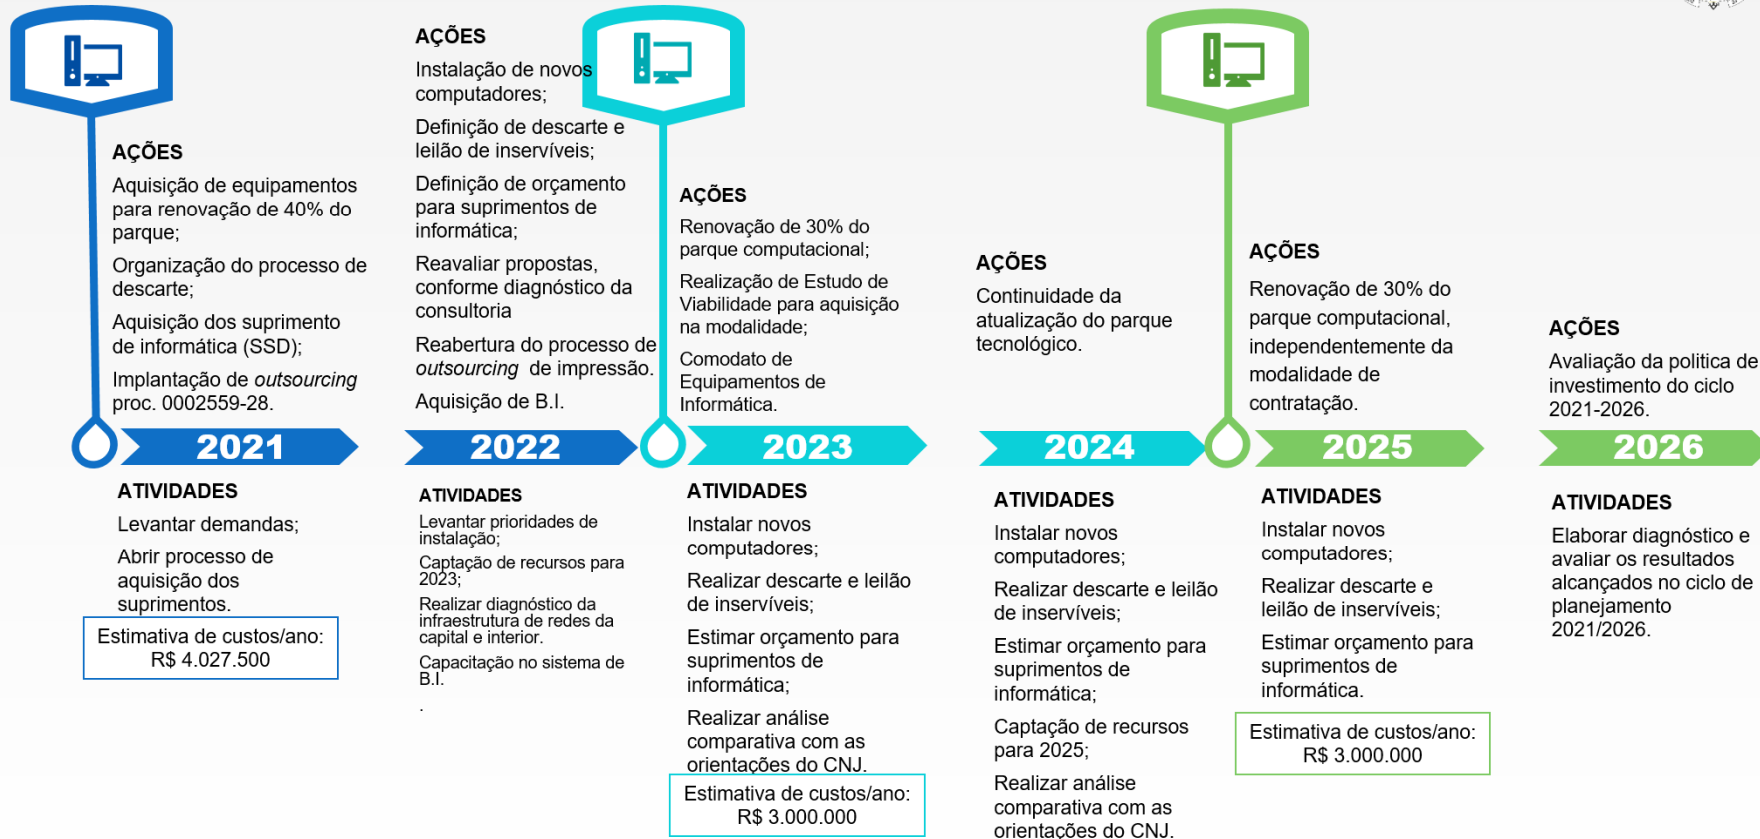 AÇÕES
Aquisição de equipamentos
para renovação de 40% do
parque;
Organização do processo de
descarte;
Aquisição dos suprimento
de informática (SSD);
Implantação de outsourcing
proc. 0002559-28.
2021
ATIVIDADES
Levantar demandas;
Abrir processo de
aquisição dos
suprimentos.
Estimativa de custos/ano:
R$ 4.027.500
AÇÕES
Instalação de novos
computadores;
Definição de descarte e
leilão de inservíveis;
Definição de orçamento
para suprimentos de
informática;
Reavaliar propostas,
conforme diagnóstico da
consultoria
Reabertura do processo de
outsourcing de impressão.
Aquisição de B.I.
2022
ATIVIDADES
Levantar prioridades de
instalação;
Captação de recursos para
2023;
Realizar diagnóstico da
infraestrutura de redes da
capital e interior.
Capacitação no sistema de
B.I.
.
AÇÕES
Renovação de 30% do
parque computacional;
Realização de Estudo de
Viabilidade para aquisição
na modalidade;
Comodato de
Equipamentos de
Informática.
2023
ATIVIDADES
Instalar novos
computadores;
Realizar descarte e leilão
de inservíveis;
Estimar orçamento para
suprimentos de
informática;
Realizar análise
comparativa com as
orientações do CNJ.
Estimativa de custos/ano:
R$ 3.000.000
AÇÕES
Continuidade da
atualização do parque
tecnológico.
2024
ATIVIDADES
Instalar novos
computadores;
Realizar descarte e leilão
de inservíveis;
Estimar orçamento para
suprimentos de
informática;
Captação de recursos
para 2025;
Realizar análise
comparativa com as
orientações do CNJ.
AÇÕES
Renovação de 30% do
parque computacional,
independentemente da
modalidade de
contratação.
2025
ATIVIDADES
Instalar novos
computadores;
Realizar descarte e
leilão de inservíveis;
Estimar orçamento para
suprimentos de
informática.
Estimativa de custos/ano:
R$ 3.000.000
AÇÕES
Avaliação da politica de
investimento do ciclo
2021-2026.
2026
ATIVIDADES
Elaborar diagnóstico e
avaliar os resultados
alcançados no ciclo de
planejamento
2021/2026.